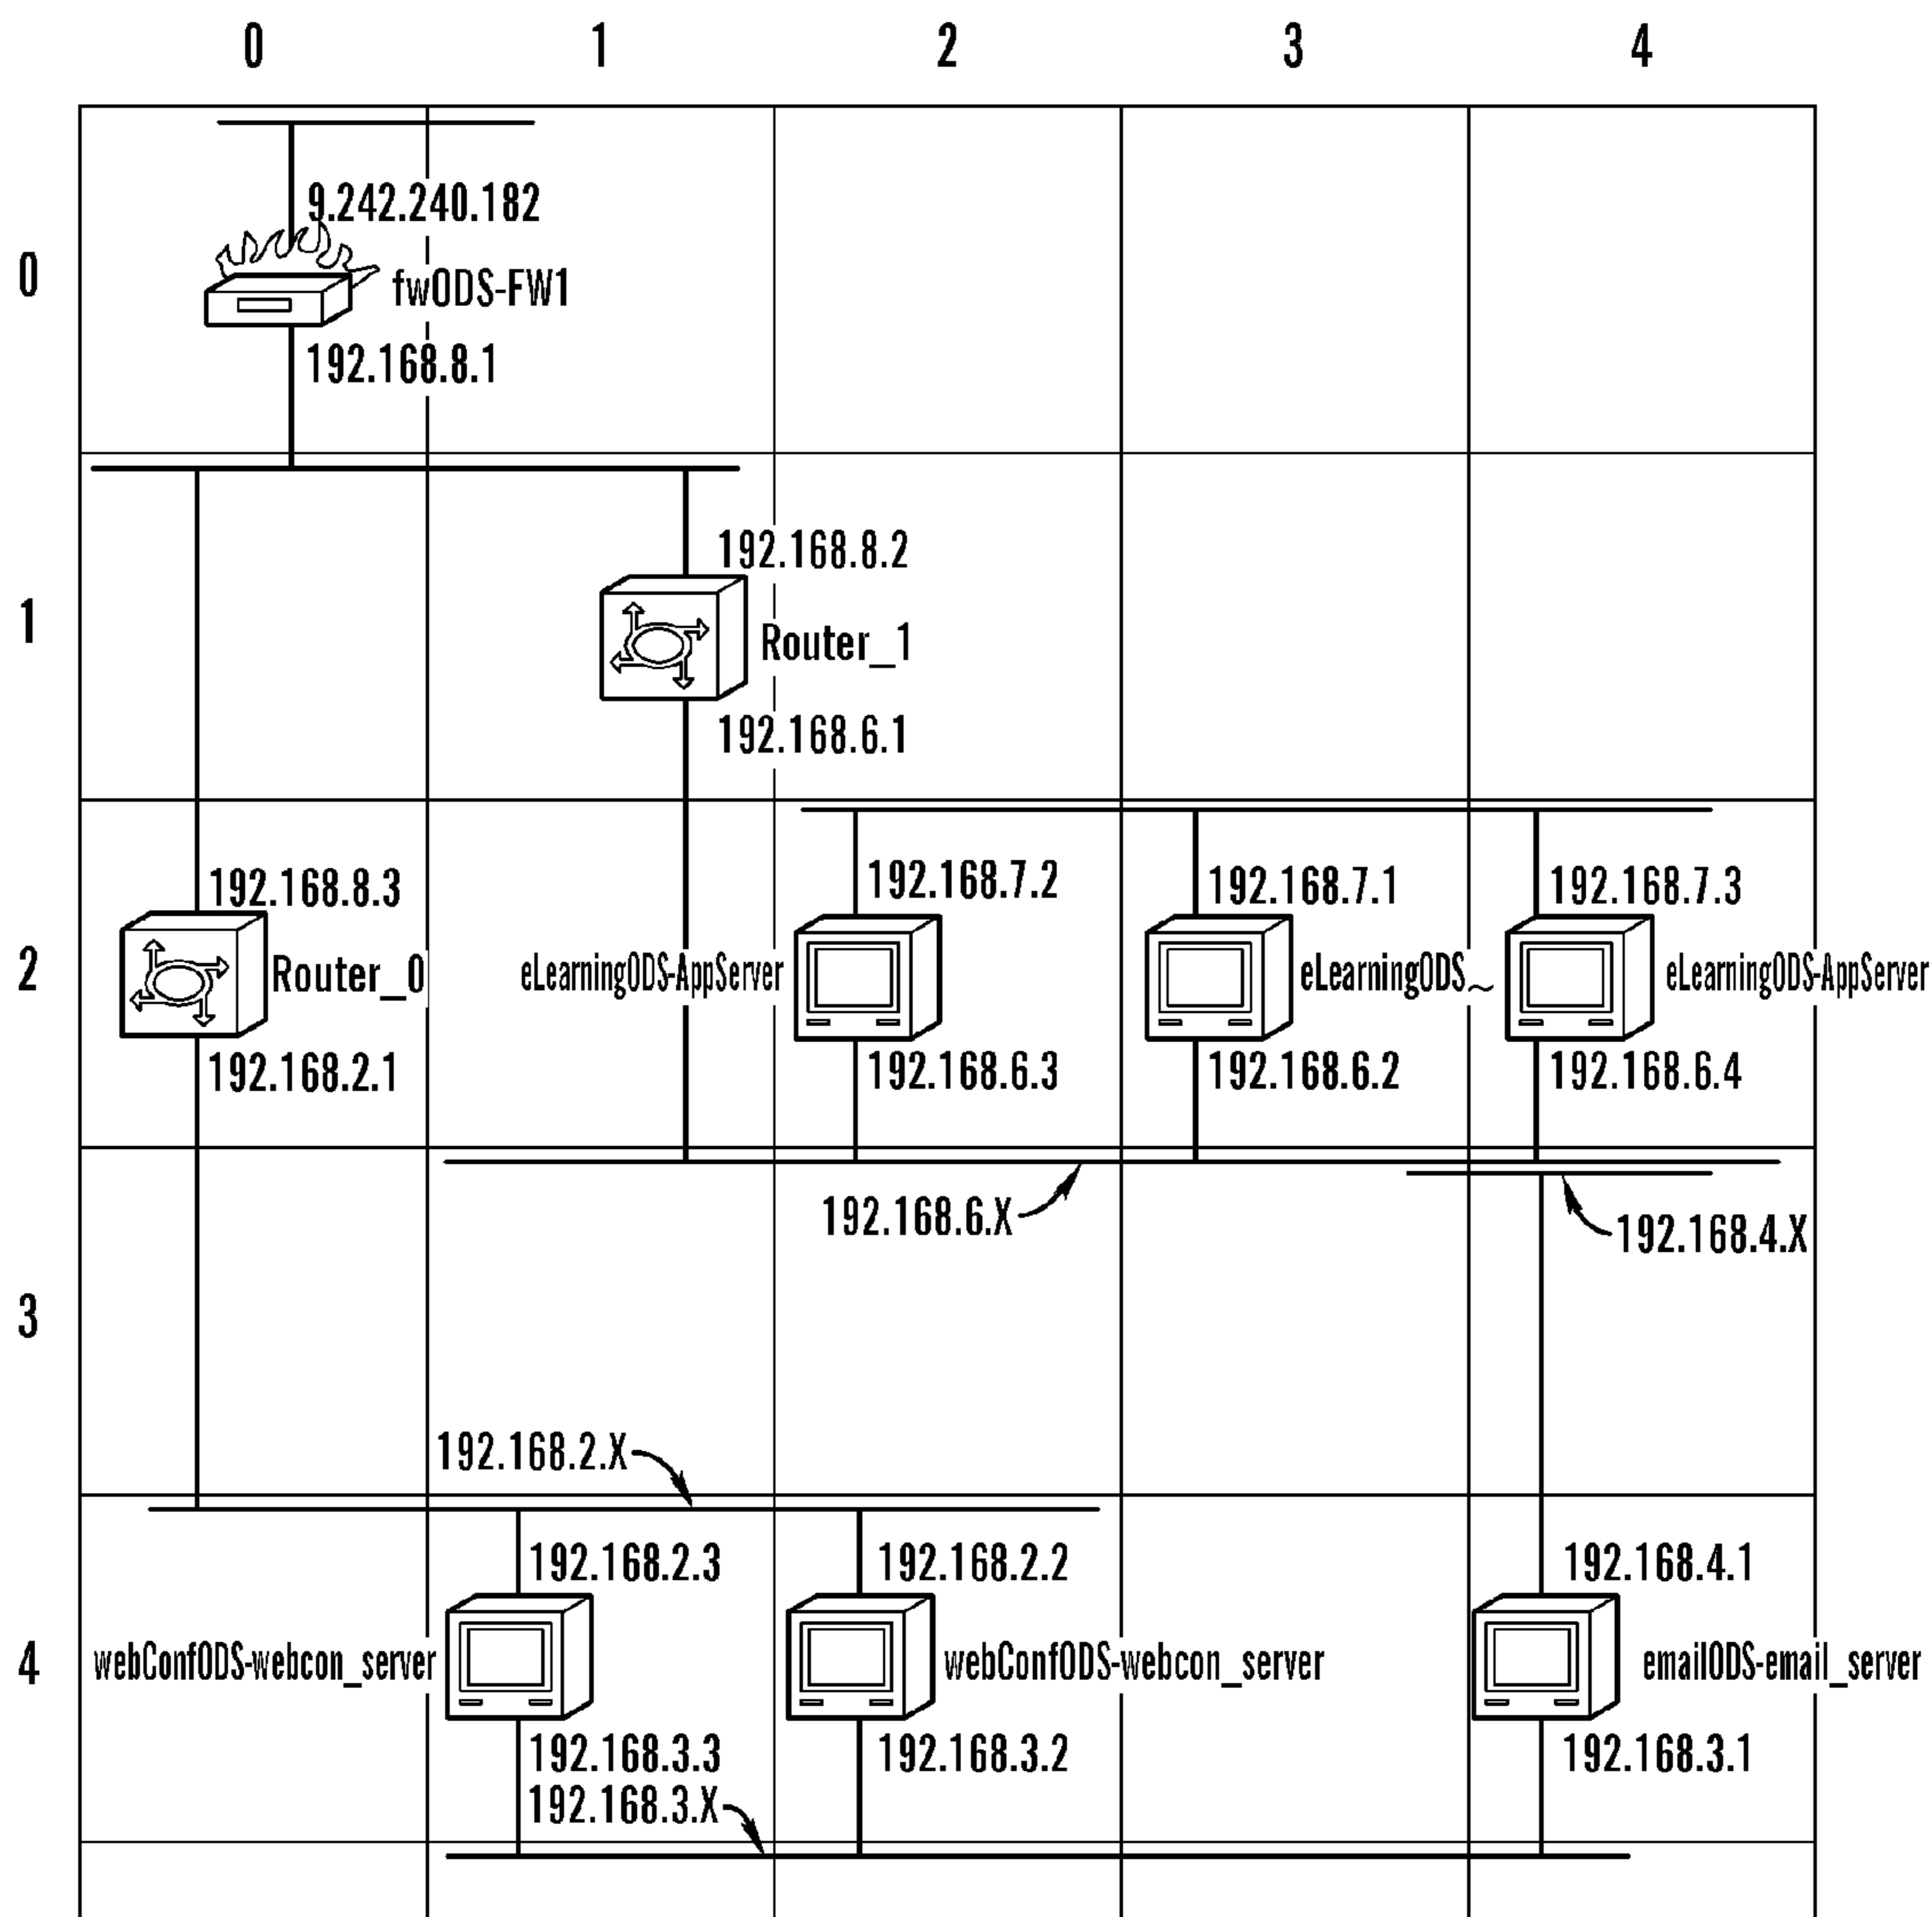 0 1 2 3 4
9.242.240.182
0
fwODS-FW1
192.168.8.1
192.168.8.2
1
Router_1
192.168.6.1
192.168.8.3
192.168.7.2
192.168.7.1
192.168.7.3
2
Router_0
eLearningODS-AppServer
eLearningODS~
eLearningODS-AppServer
192.168.2.1
192.168.6.3
192.168.6.2
192.168.6.4
192.168.6.X
192.168.4.X
3
192.168.2.X
192.168.2.3
192.168.2.2
192.168.4.1
4
webConfODS-webcon_server
webConfODS-webcon_server
emailODS-email_server
192.168.3.3
192.168.3.2
192.168.3.1
192.168.3.X